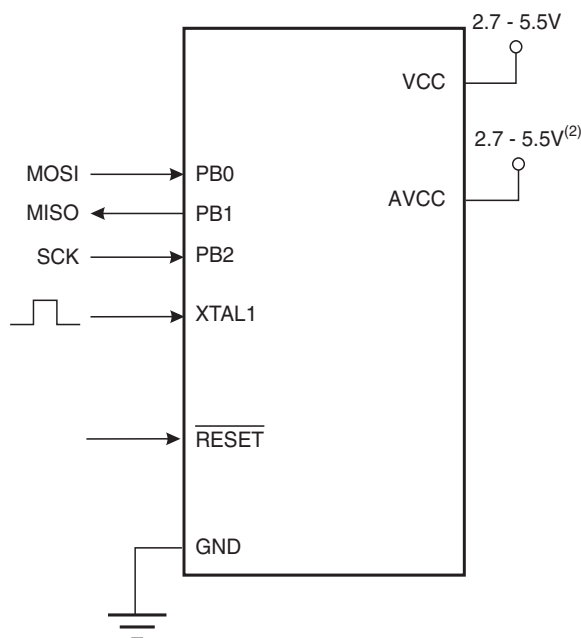 2.7 - 5.5V
VCC
2.7 - 5.5V(2)
AVCC
MOSI PB0
MISO PB1
SCK PB2
XTAL1
RESET
GND